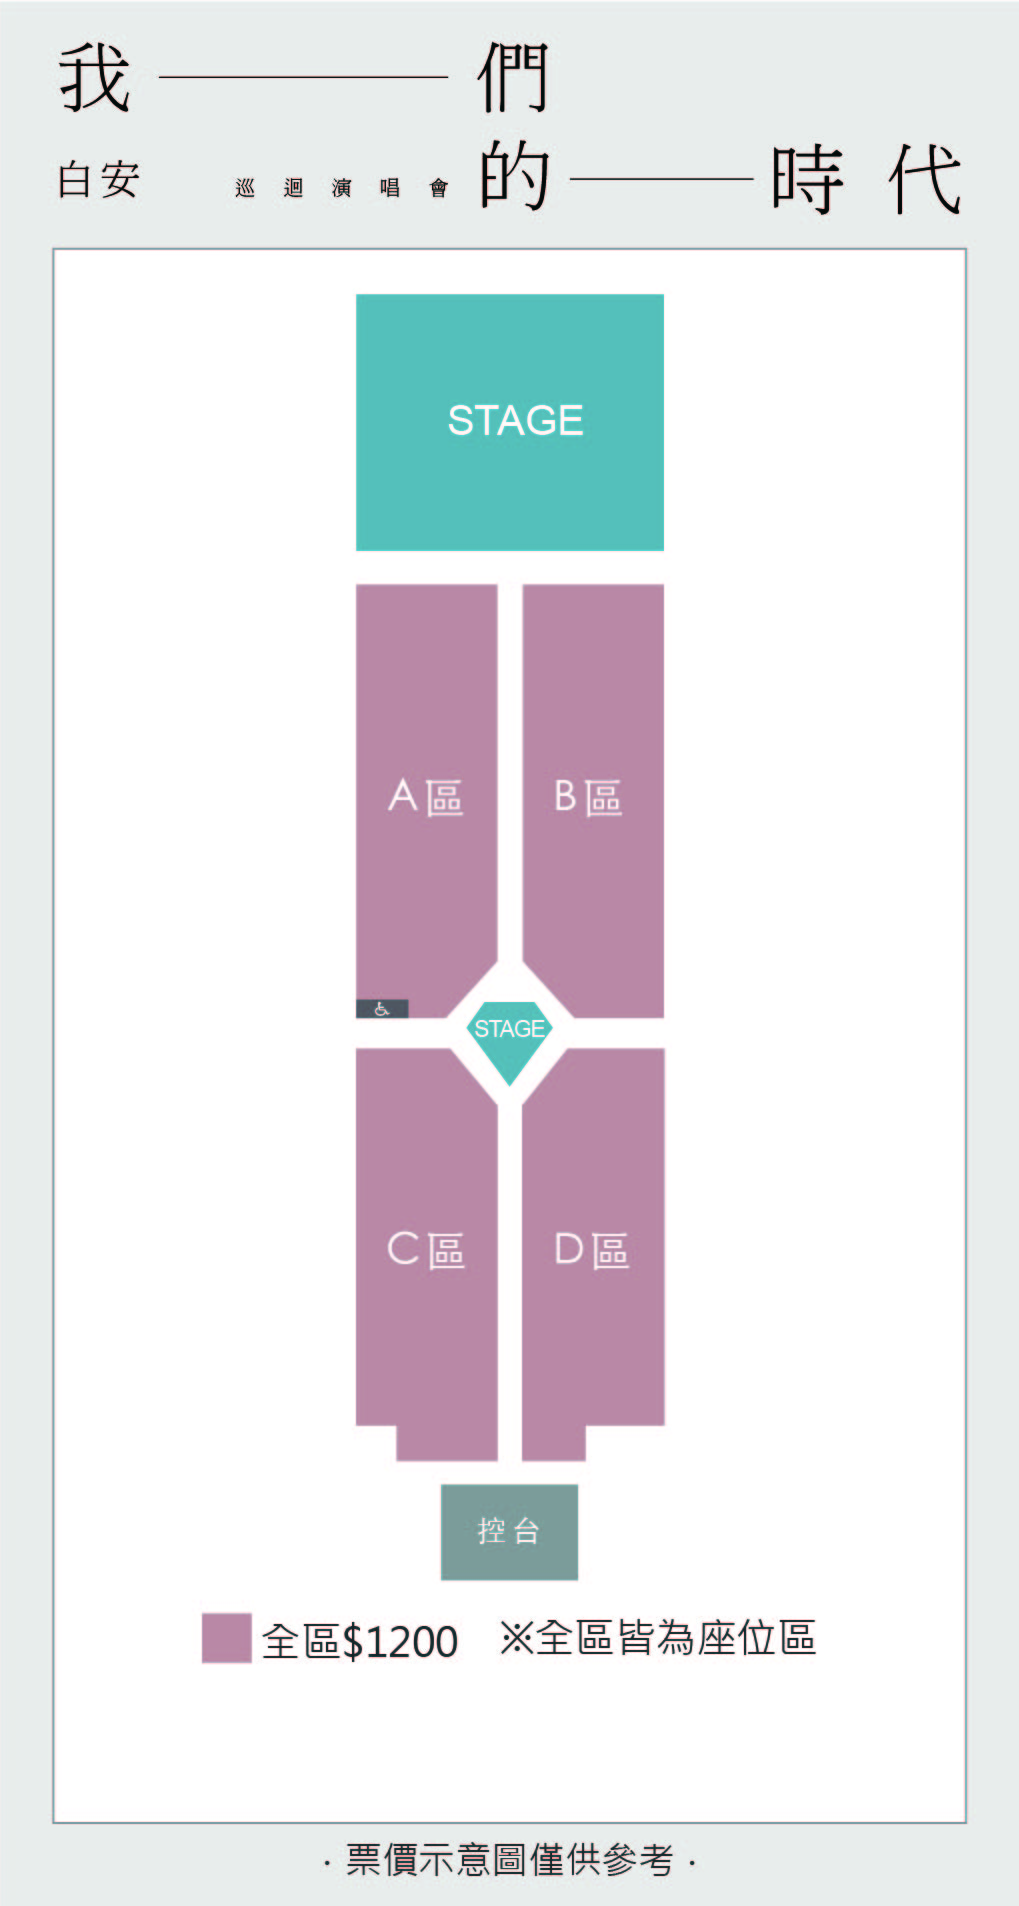 我 們
白安 巡迴演唱會 的 時代
STAGE
A區 B區
STAGE
C區 D區
控台
全區$1200 ※全區皆為座位區
．票價示意圖僅供參考．